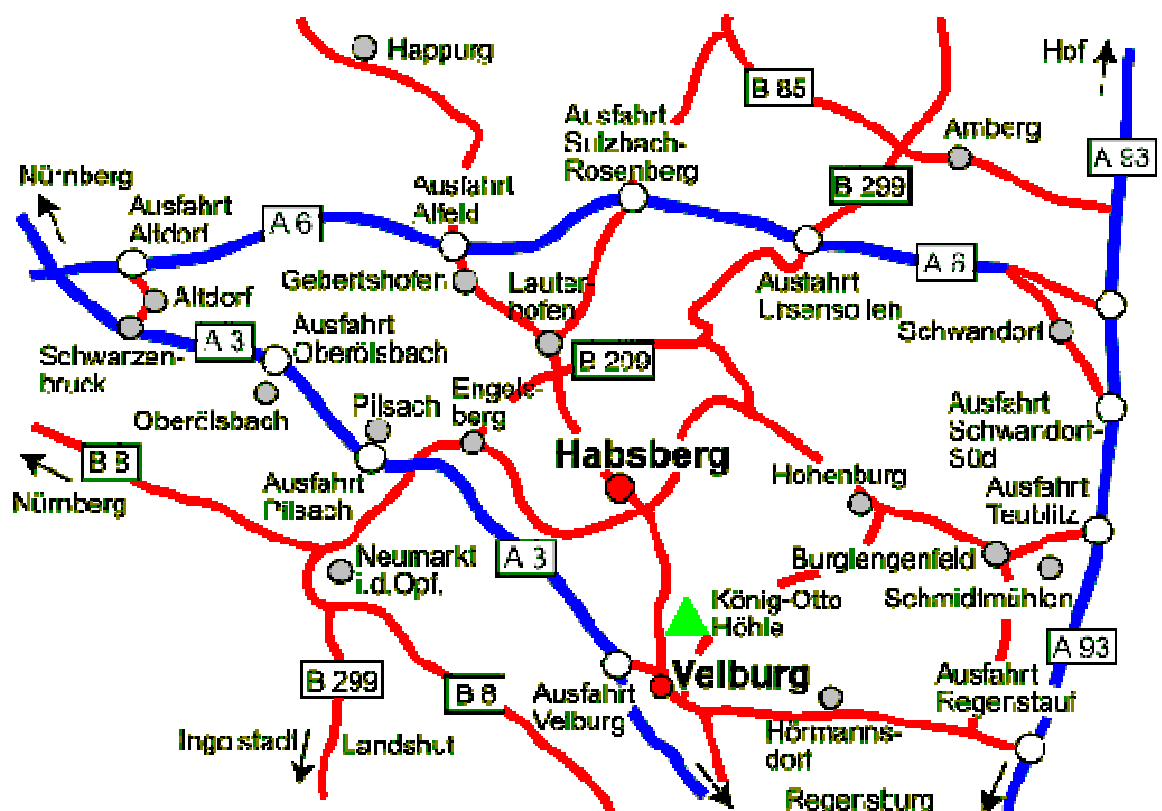 Happurg
Hof
B 85
Ausfahrt
Sulzbach-
Rosenberg
Amberg
A 93
Nürnberg
Ausfahrt
Altdorf
A 6
Ausfahrt
Alfeld
B 299
Gebertshofen
Lauter-
hofen
Ausfahrt
Ursensollen
A 6
Altdorf
A 3
Ausfahrt
Oberölsbach
Schwandorf
Schwarzen-
bruck
B 299
Oberölsbach
Pilsach
Engels-
berg
Ausfahrt
Schwandorf-
Süd
B 8
Nürnberg
Ausfahrt
Pilsach
Habsberg
Hohenburg
Ausfahrt
Teublitz
Neumarkt
i.d.Opf.
A 3
Burglengenfeld
Schmidmühlen
König-Otto
Höhle
A 93
B 299
B 8
Ausfahrt
Velburg
Velburg
Ausfahrt
Regenstauf
Ingolstadt
Landshut
Hörmanns-
dorf
Regensburg